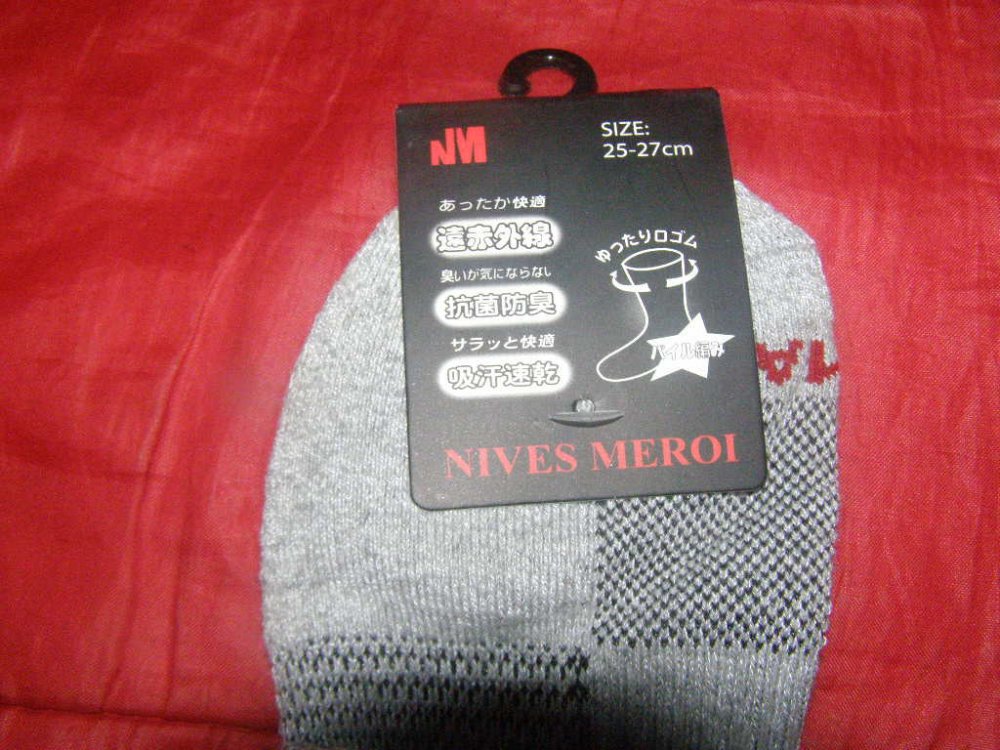 NM
SIZE:
25-27cm
あったか快適
遠赤外線
臭いが気にならない
抗菌防臭
サラッと快適
吸汗速乾
ゆったり口ゴム
パイル編み
NIVES MEROI